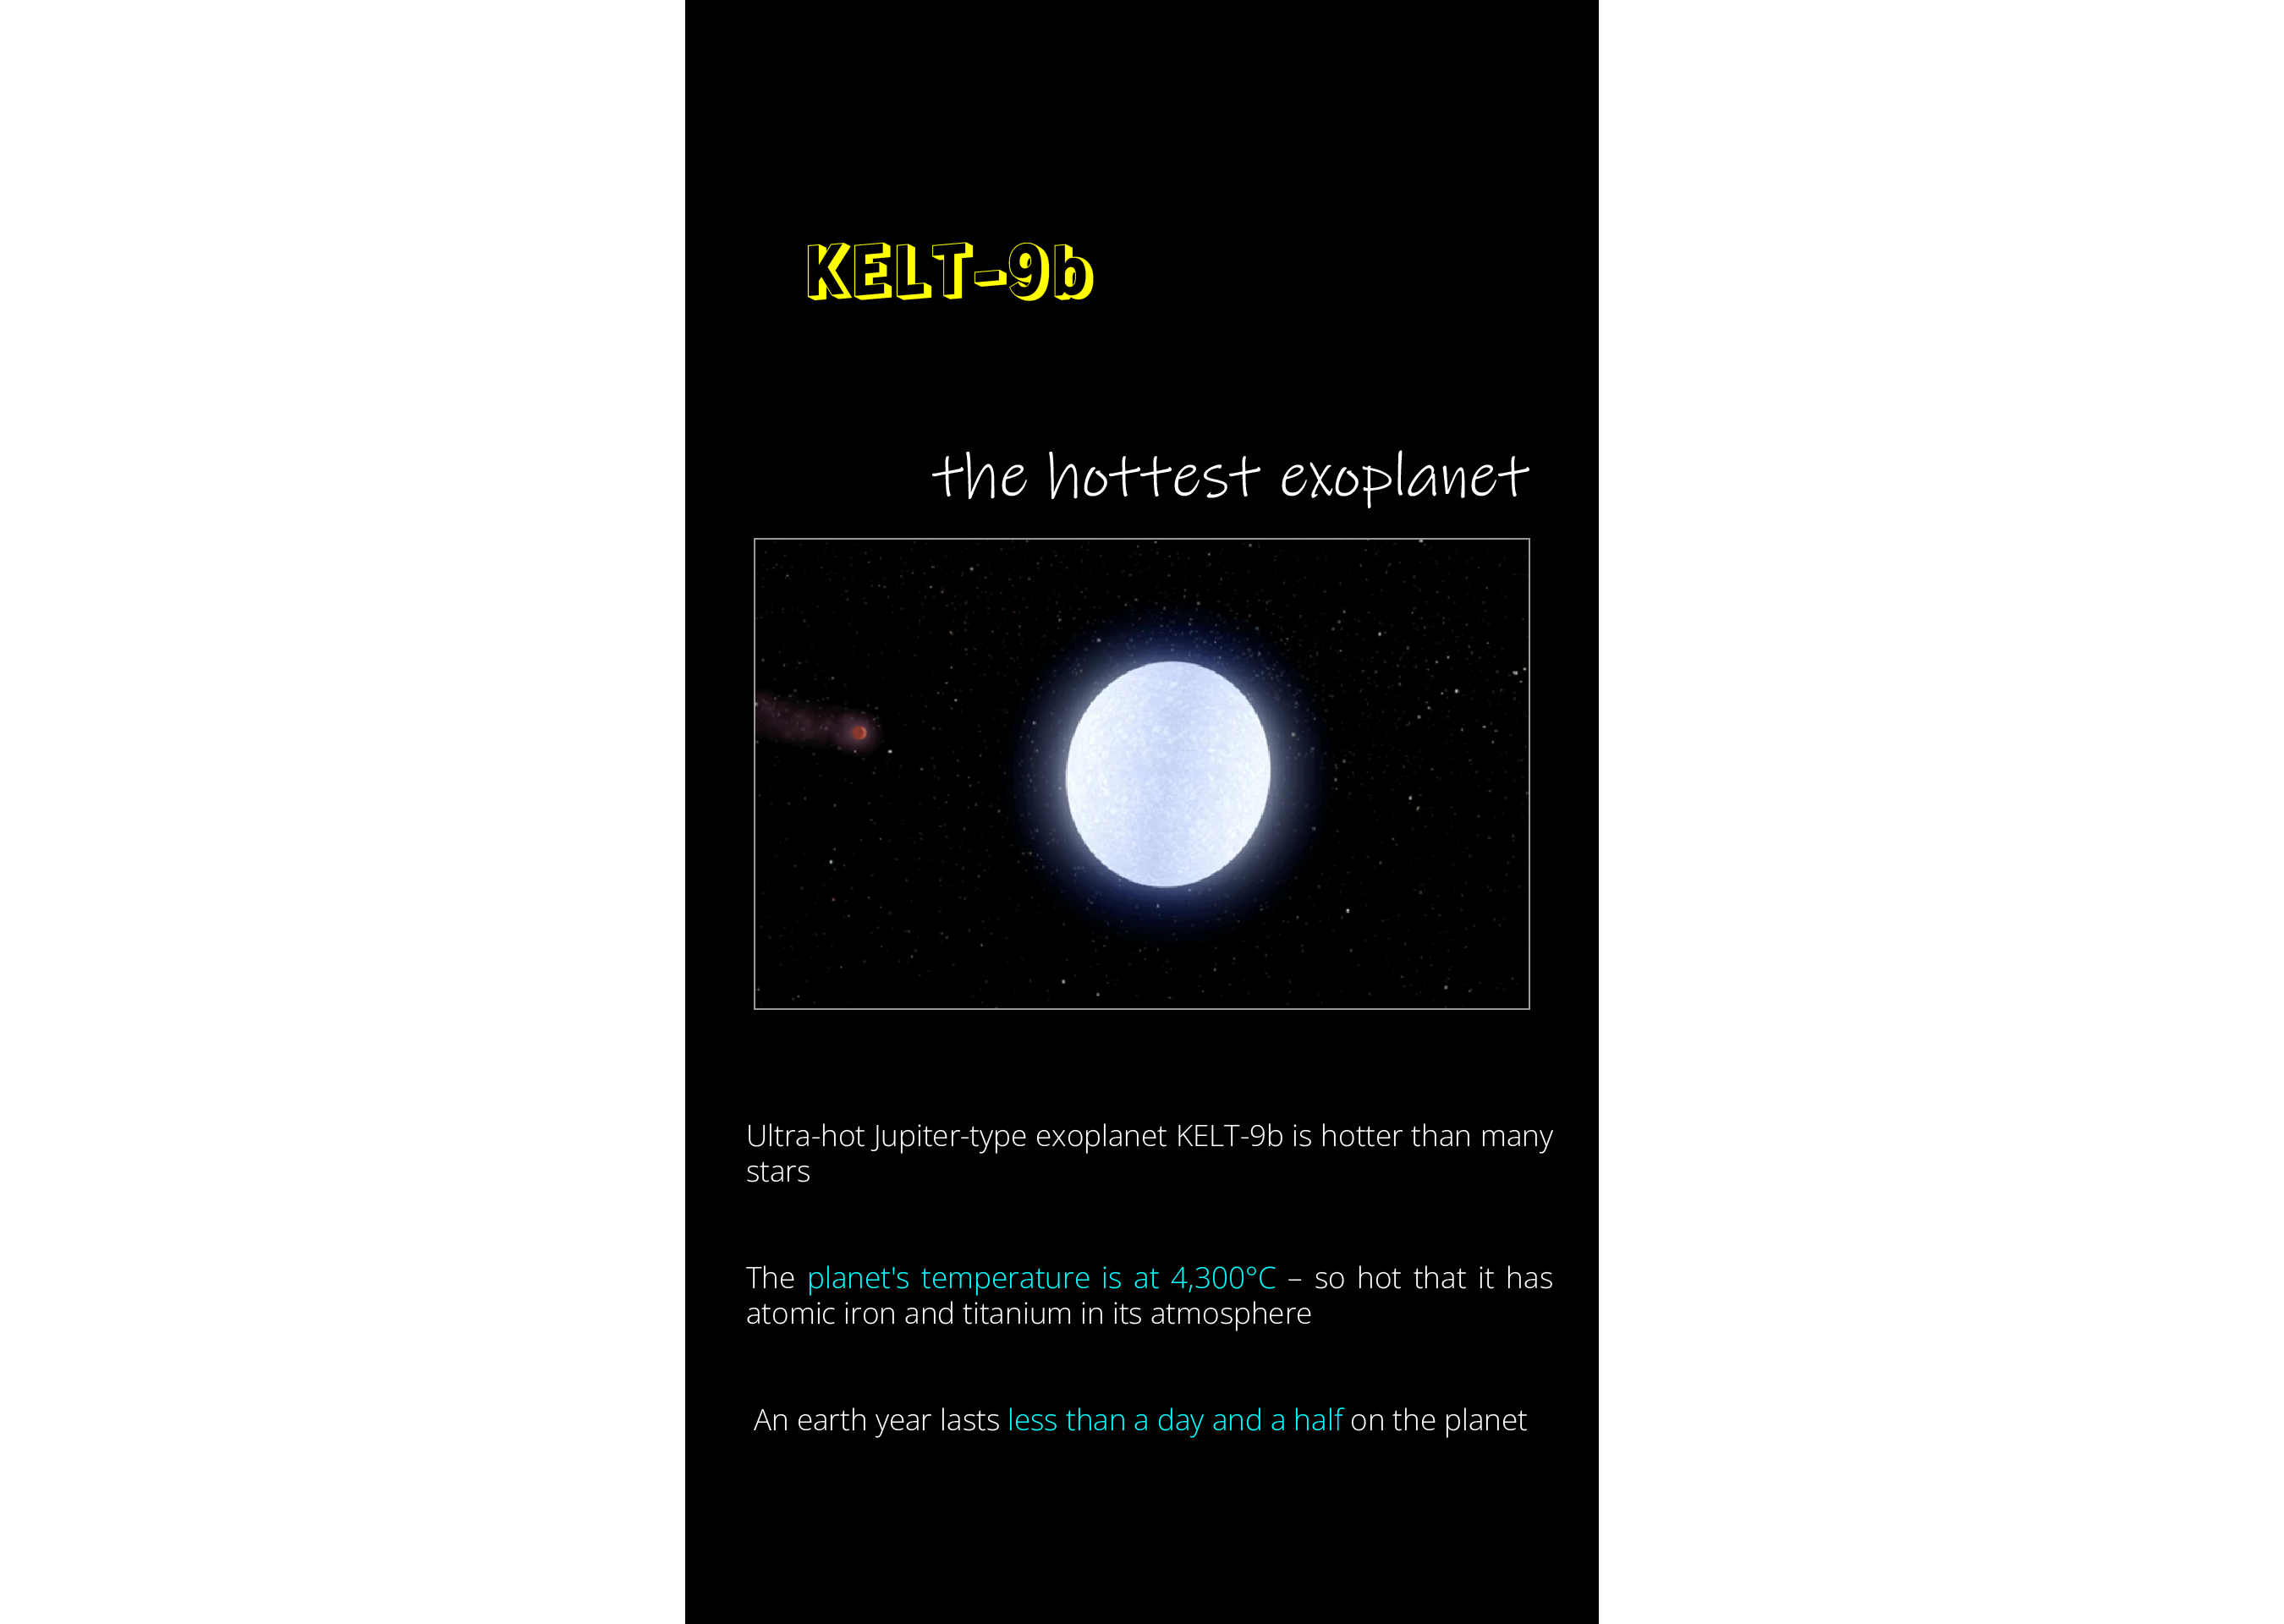 KELT-9b
the hottest exoplanet
Ultra-hot Jupiter-type exoplanet KELT-9b is hotter than many
stars
The planet's temperature is at 4,300°C – so hot that it has
atomic iron and titanium in its atmosphere
An earth year lasts less than a day and a half on the planet